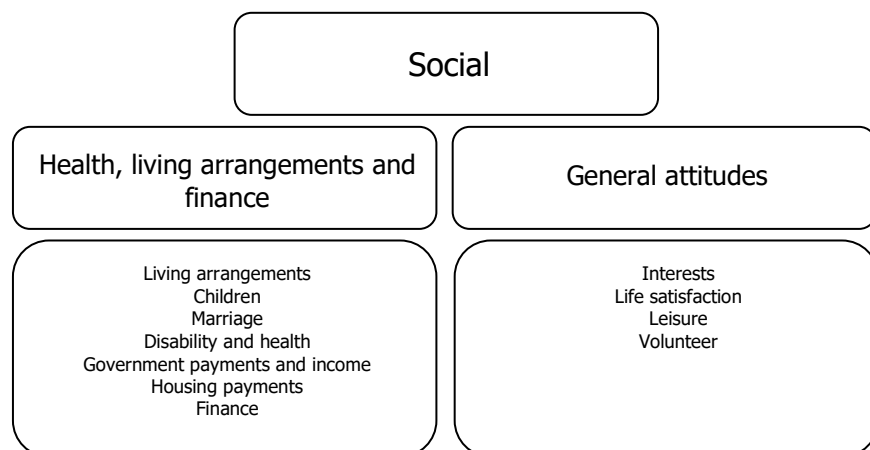 Social
Health, living arrangements and
finance
General attitudes
Living arrangements
Children
Marriage
Disability and health
Government payments and income
Housing payments
Finance
Interests
Life satisfaction
Leisure
Volunteer